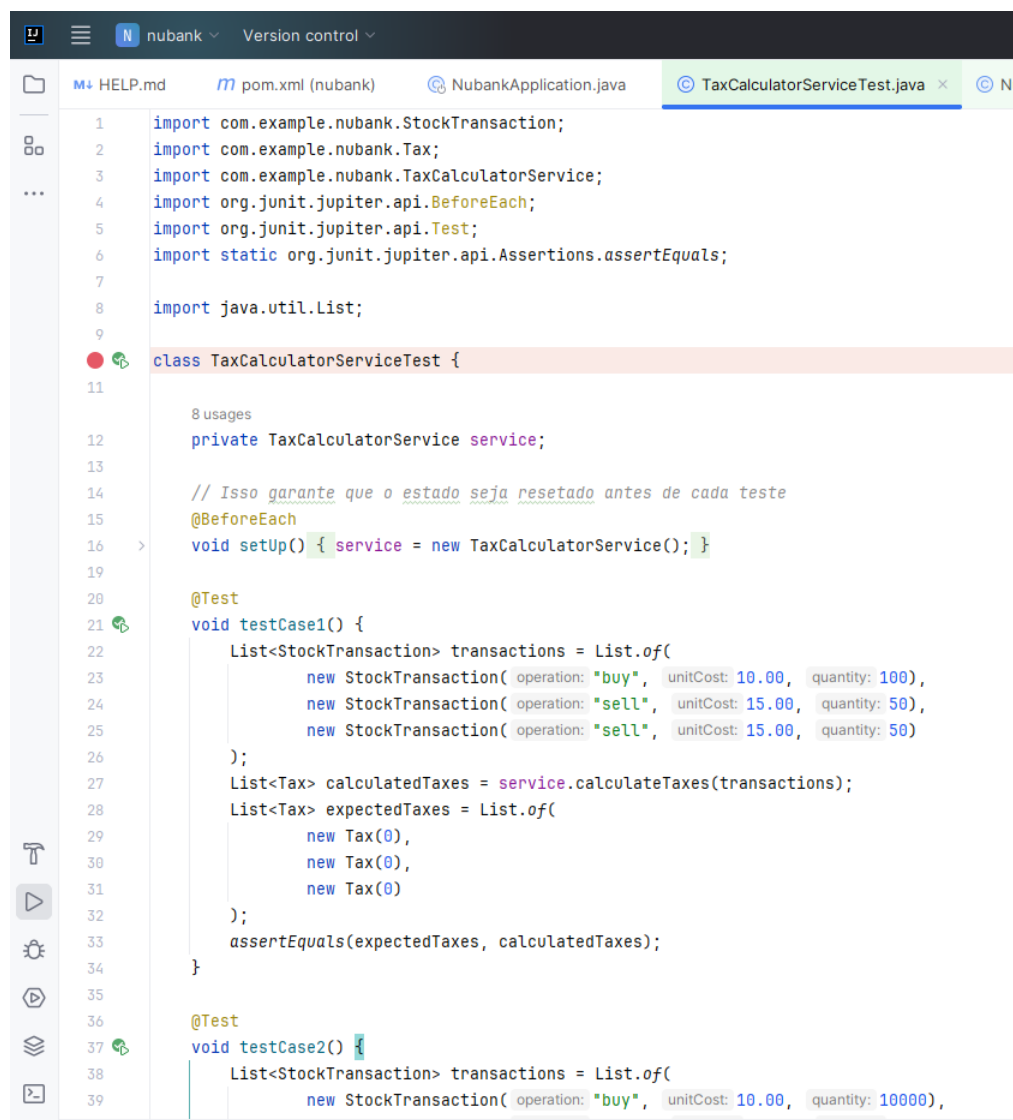 IJ N nubank Version control
M↓ HELP.md m pom.xml (nubank) C NubankApplication.java C TaxCalculatorServiceTest.java × C N
1 import com.example.nubank.StockTransaction;
2 import com.example.nubank.Tax;
3 import com.example.nubank.TaxCalculatorService;
4 import org.junit.jupiter.api.BeforeEach;
5 import org.junit.jupiter.api.Test;
6 import static org.junit.jupiter.api.Assertions.assertEquals;
7
8 import java.util.List;
9
class TaxCalculatorServiceTest {
11
8 usages
12 private TaxCalculatorService service;
13
14 // Isso garante que o estado seja resetado antes de cada teste
15 @BeforeEach
16 void setUp() { service = new TaxCalculatorService(); }
19
20 @Test
21 void testCase1() {
22 List<StockTransaction> transactions = List.of(
23 new StockTransaction( operation: "buy", unitCost: 10.00, quantity: 100),
24 new StockTransaction( operation: "sell", unitCost: 15.00, quantity: 50),
25 new StockTransaction( operation: "sell", unitCost: 15.00, quantity: 50)
26 );
27 List<Tax> calculatedTaxes = service.calculateTaxes(transactions);
28 List<Tax> expectedTaxes = List.of(
29 new Tax(0),
30 new Tax(0),
31 new Tax(0)
32 );
33 assertEquals(expectedTaxes, calculatedTaxes);
34 }
35
36 @Test
37 void testCase2() {
38 List<StockTransaction> transactions = List.of(
39 new StockTransaction( operation: "buy", unitCost: 10.00, quantity: 10000),